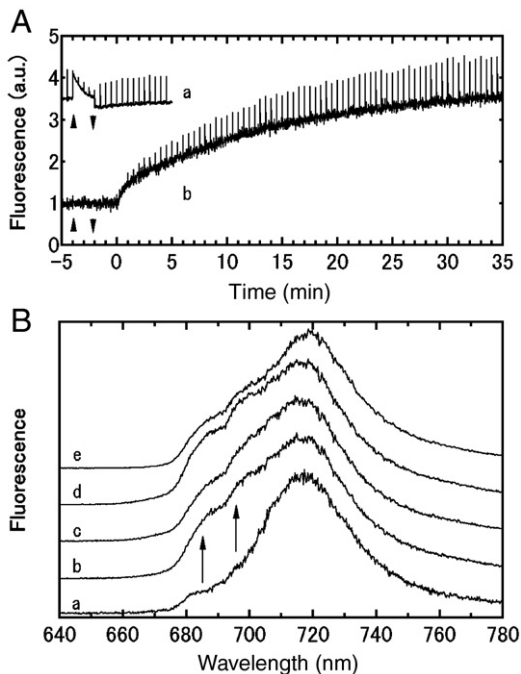 A
Fluorescence (a.u.)
5
4
3
2
1
0
a
b
-5 0 5 10 15 20 25 30 35
Time (min)
B
Fluorescence
e
d
c
b
a
640 660 680 700 720 740 760 780
Wavelength (nm)